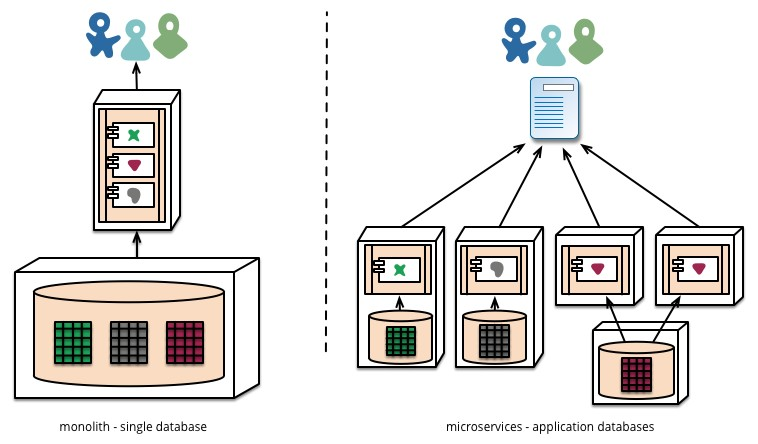 monolith - single database
microservices - application databases